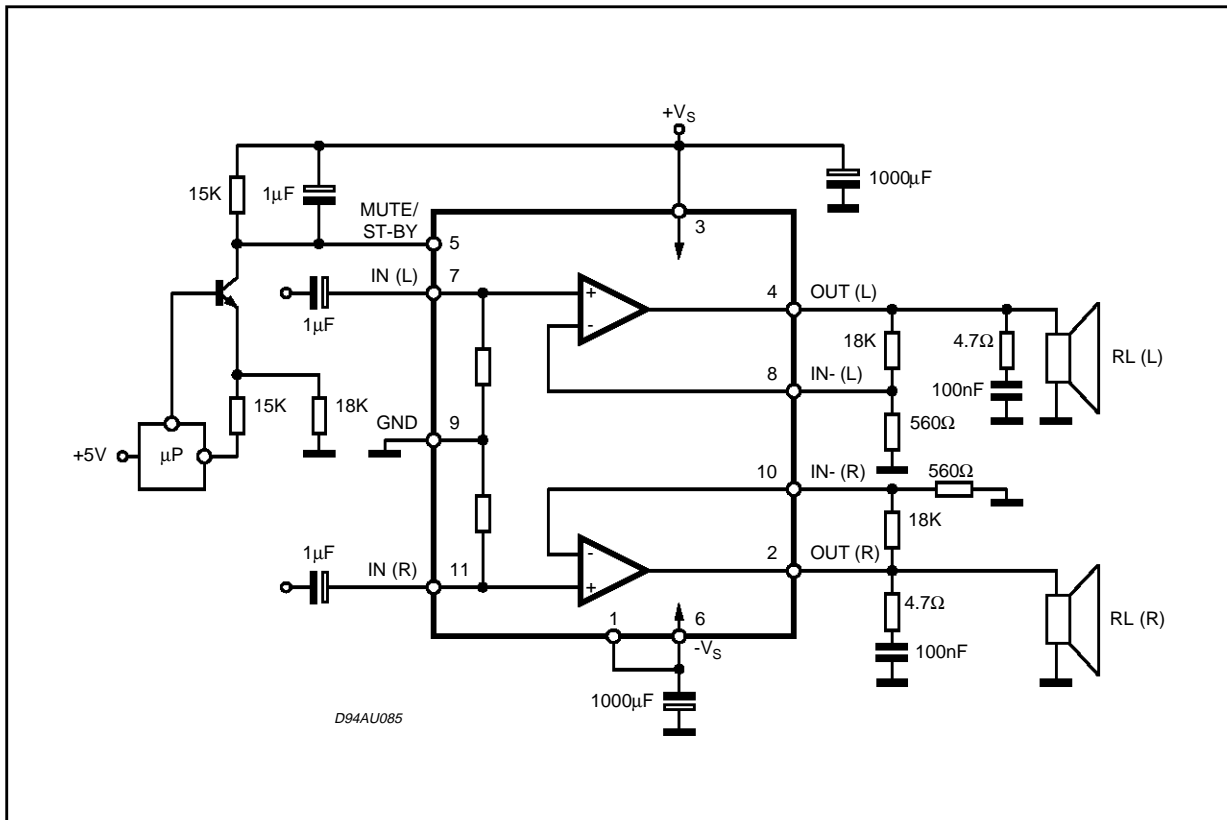 +VS
15K
1µF
1000µF
MUTE/
ST-BY
5
3
IN (L)
7
1µF
+
-
4
OUT (L)
18K
4.7Ω
RL (L)
8
IN- (L)
100nF
15K
18K
GND
9
560Ω
+5V
µP
10
IN- (R)
560Ω
18K
1µF
IN (R)
11
-
+
2
OUT (R)
4.7Ω
RL (R)
1
6
-VS
100nF
1000µF
D94AU085